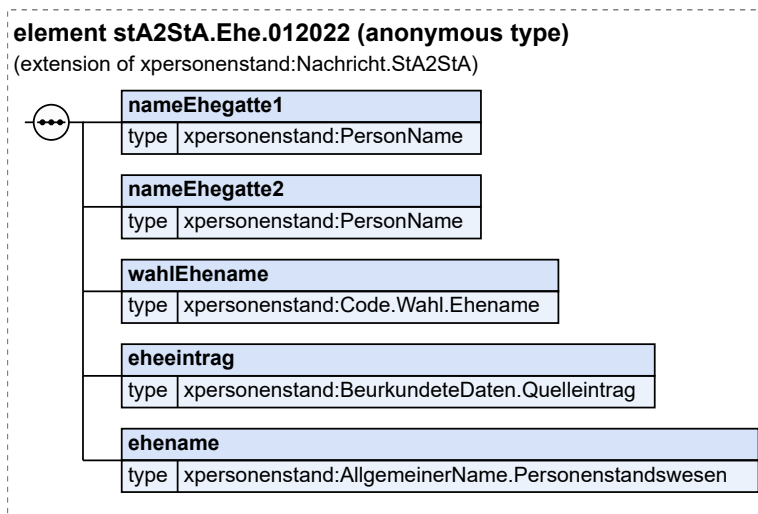 element stA2StA.Ehe.012022 (anonymous type)
(extension of xpersonenstand:Nachricht.StA2StA)
nameEhegatte1
type xpersonenstand:PersonName
nameEhegatte2
type xpersonenstand:PersonName
wahlEhename
type xpersonenstand:Code.Wahl.Ehename
eheeintrag
type xpersonenstand:BeurkundeteDaten.Quelleintrag
ehename
type xpersonenstand:AllgemeinerName.Personenstandswesen